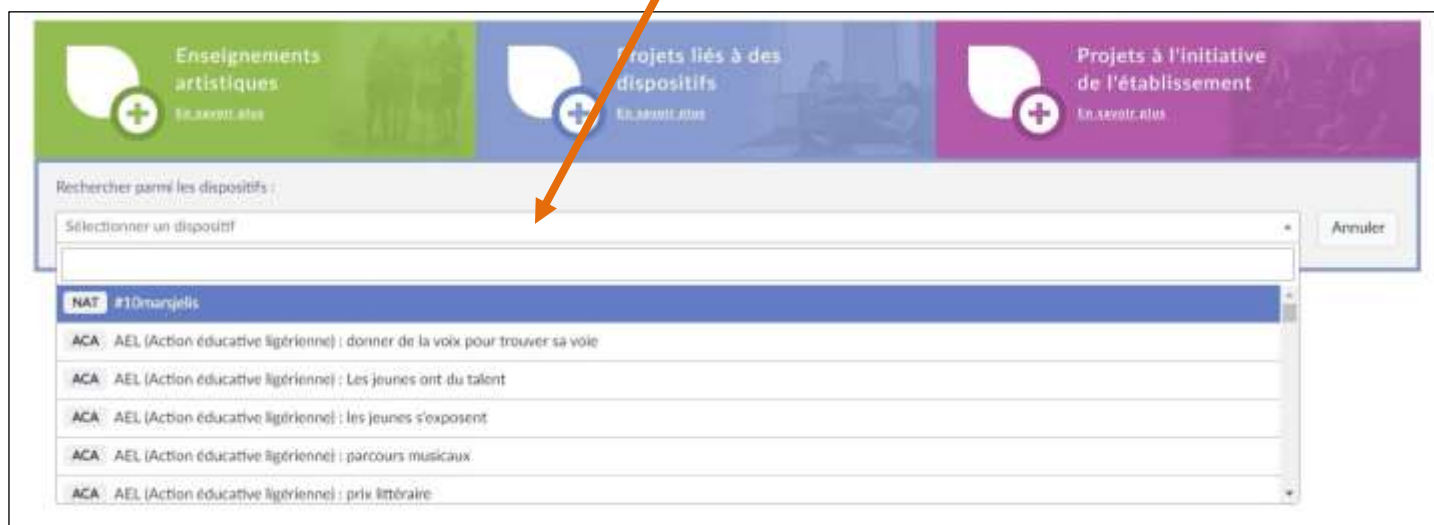 Enseignements
artistiques
En savoir plus
Projets liés à des
dispositifs
En savoir plus
Projets à l'initiative
de l'établissement
En savoir plus
Rechercher parmi les dispositifs :
Sélectionner un dispositif
Annuler
NAT #10marsjelis
ACA AEL (Action éducative ligérienne) : donner de la voix pour trouver sa voie
ACA AEL (Action éducative ligérienne) : Les jeunes ont du talent
ACA AEL (Action éducative ligérienne) : les jeunes s'exposent
ACA AEL (Action éducative ligérienne) : parcours musicaux
ACA AEL (Action éducative ligérienne) : prix littéraire